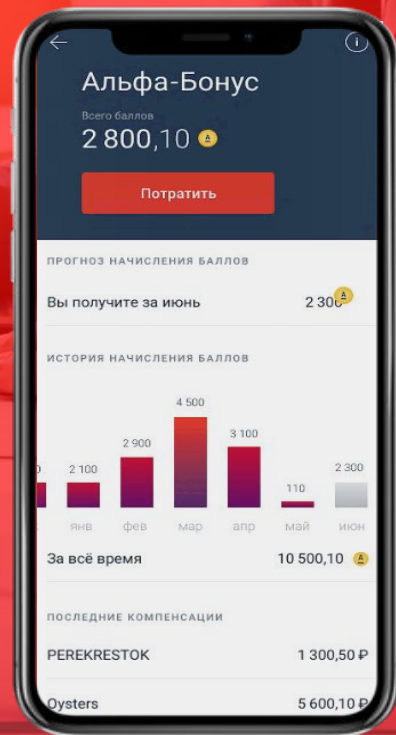 Альфа-Бонус
Всего баллов
2 800,10 А
Потратить
ПРОГНОЗ НАЧИСЛЕНИЯ БАЛЛОВ
Вы получите за июнь 2 300 А
ИСТОРИЯ НАЧИСЛЕНИЯ БАЛЛОВ
4 500
3 100
2 900
2 100 2 300
110
янв фев мар апр май июн
За всё время 10 500,10 А
ПОСЛЕДНИЕ КОМПЕНСАЦИИ
PEREKRESTOK 1 300,50 ₽
Oysters 5 600,10 ₽